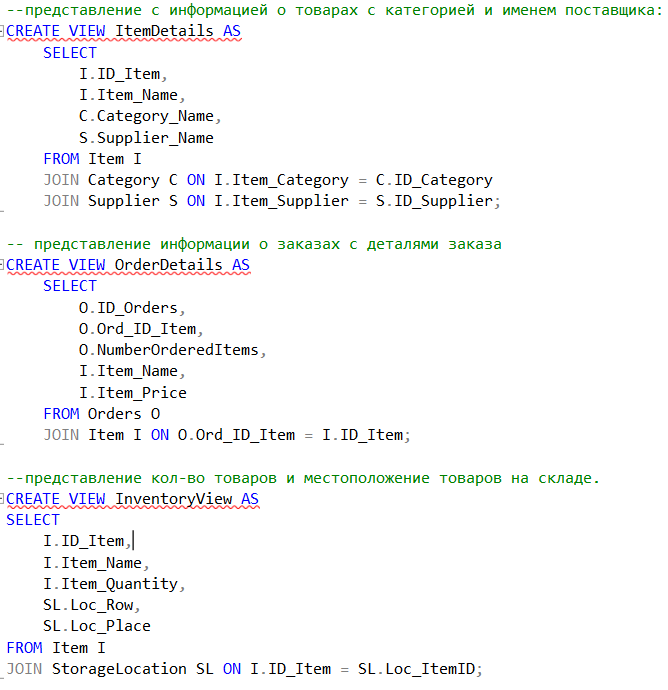 --представление с информацией о товарах с категорией и именем поставщика:
CREATE VIEW ItemDetails AS
    SELECT
        I.ID_Item,
        I.Item_Name,
        C.Category_Name,
        S.Supplier_Name
    FROM Item I
    JOIN Category C ON I.Item_Category = C.ID_Category
    JOIN Supplier S ON I.Item_Supplier = S.ID_Supplier;
-- представление информации о заказах с деталями заказа
CREATE VIEW OrderDetails AS
    SELECT
        O.ID_Orders,
        O.Ord_ID_Item,
        O.NumberOrderedItems,
        I.Item_Name,
        I.Item_Price
    FROM Orders O
    JOIN Item I ON O.Ord_ID_Item = I.ID_Item;
--представление кол-во товаров и местоположение товаров на складе.
CREATE VIEW InventoryView AS
SELECT
    I.ID_Item,
    I.Item_Name,
    I.Item_Quantity,
    SL.Loc_Row,
    SL.Loc_Place
FROM Item I
JOIN StorageLocation SL ON I.ID_Item = SL.Loc_ItemID;